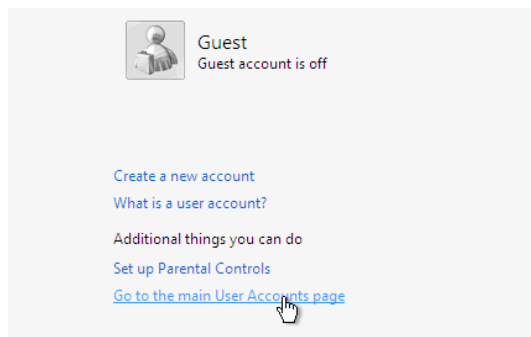 Guest
Guest account is off
Create a new account
What is a user account?
Additional things you can do
Set up Parental Controls
Go to the main User Accounts page